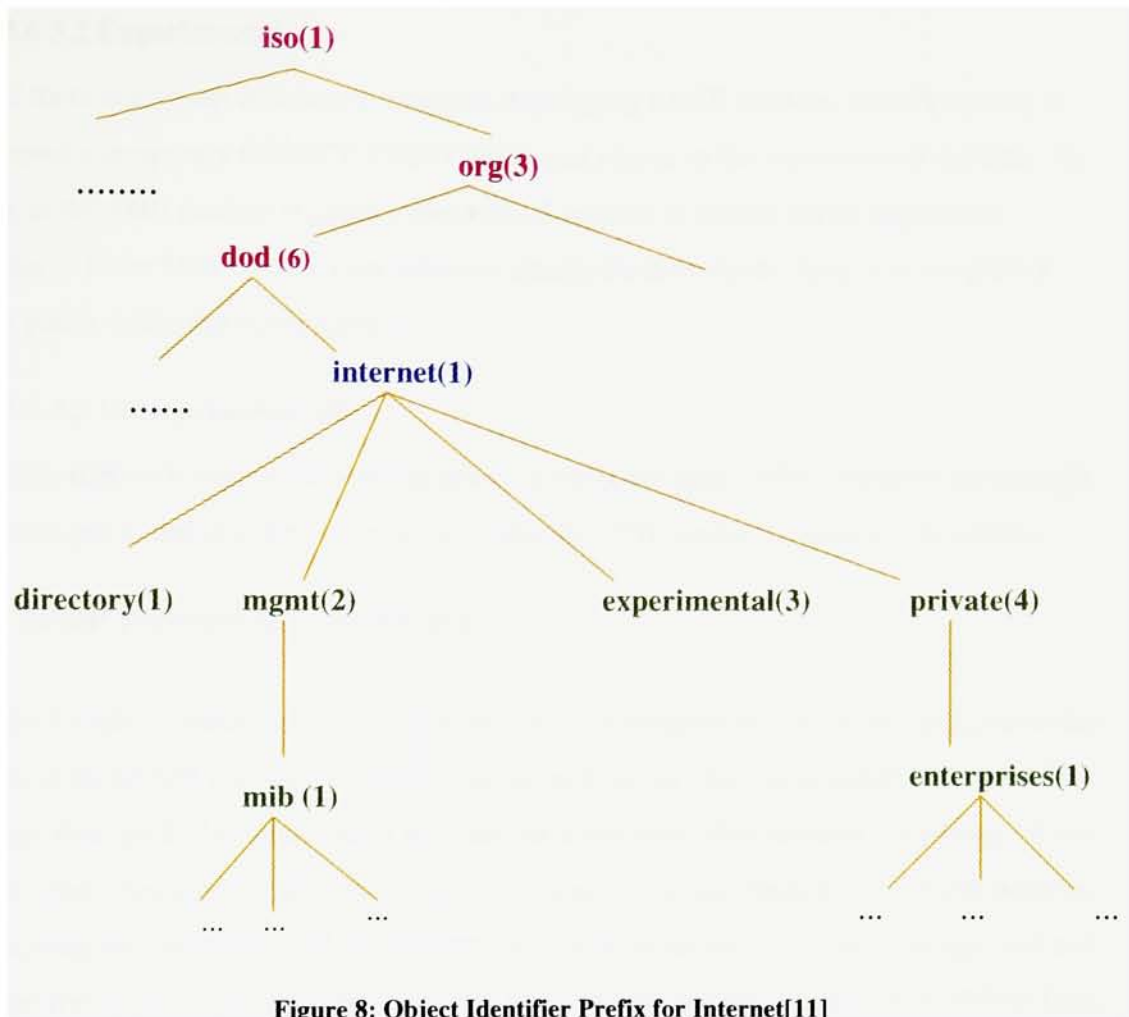 iso(1)
........ org(3)
dod (6)
internet(1)
......
directory(1) mgmt(2) experimental(3) private(4)
mib (1) enterprises(1)
... ... ... ... ... ...
Figure 8: Object Identifier Prefix for Internet[11]